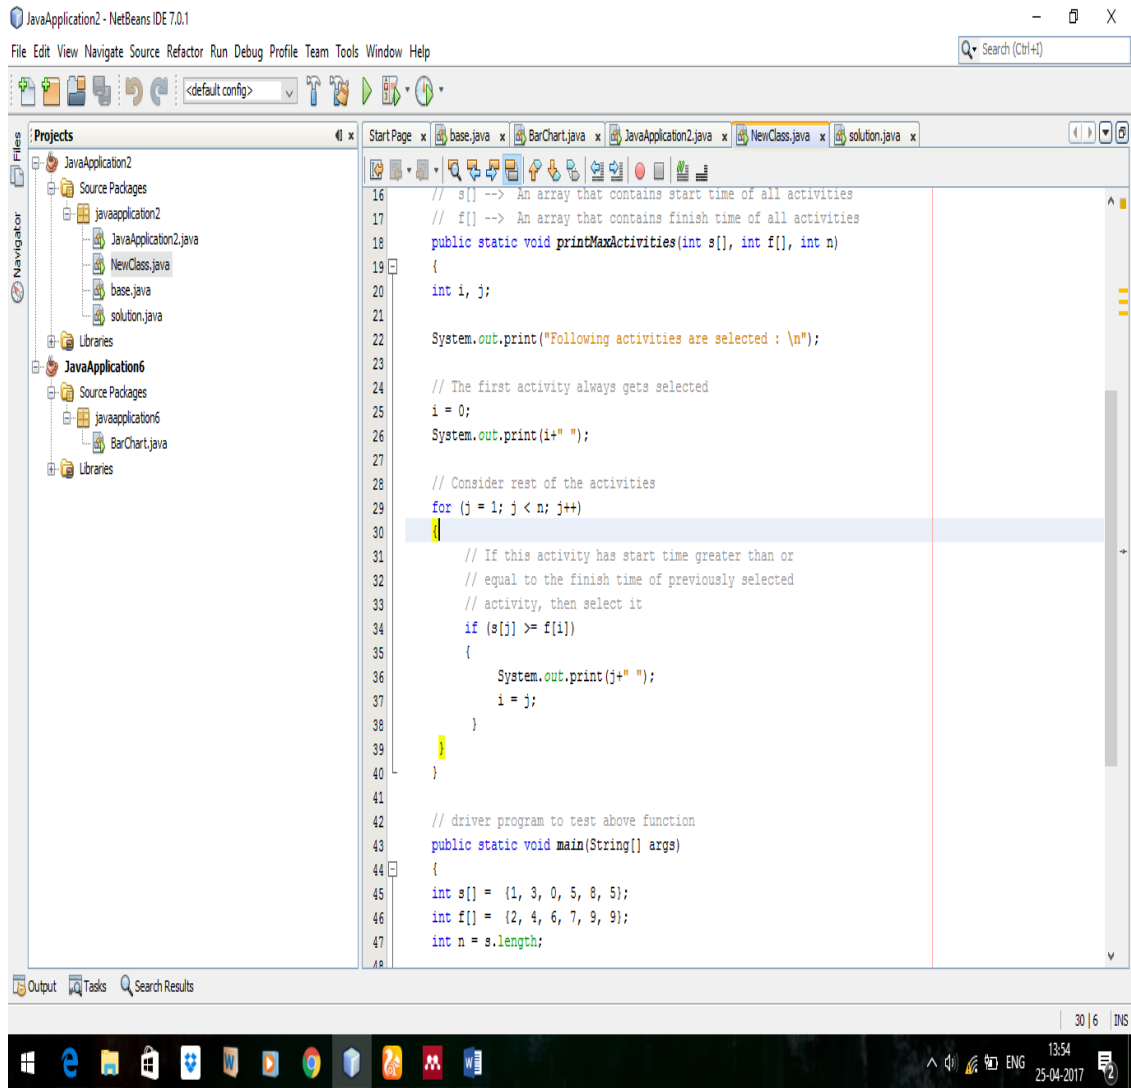 JavaApplication2 - NetBeans IDE 7.0.1
File Edit View Navigate Source Refactor Run Debug Profile Team Tools Window Help
Search (Ctrl+I)
<default config>
Files
Navigator
Projects
JavaApplication2
Source Packages
javaapplication2
JavaApplication2.java
NewClass.java
base.java
solution.java
Libraries
JavaApplication6
Source Packages
javaapplication6
BarChart.java
Libraries
Start Page x base.java x BarChart.java x JavaApplication2.java x NewClass.java x solution.java x
16 // s[] --> An array that contains start time of all activities
17 // f[] --> An array that contains finish time of all activities
18 public static void printMaxActivities(int s[], int f[], int n)
19 {
20 int i, j;
21
22 System.out.print("Following activities are selected : \n");
23
24 // The first activity always gets selected
25 i = 0;
26 System.out.print(i+" ");
27
28 // Consider rest of the activities
29 for (j = 1; j < n; j++)
30 {
31 // If this activity has start time greater than or
32 // equal to the finish time of previously selected
33 // activity, then select it
34 if (s[j] >= f[i])
35 {
36 System.out.print(j+" ");
37 i = j;
38 }
39 }
40 }
41
42 // driver program to test above function
43 public static void main(String[] args)
44 {
45 int s[] = {1, 3, 0, 5, 8, 5};
46 int f[] = {2, 4, 6, 7, 9, 9};
47 int n = s.length;
48
Output Tasks Search Results
30 | 6 INS
ENG
13:54
25-04-2017
2